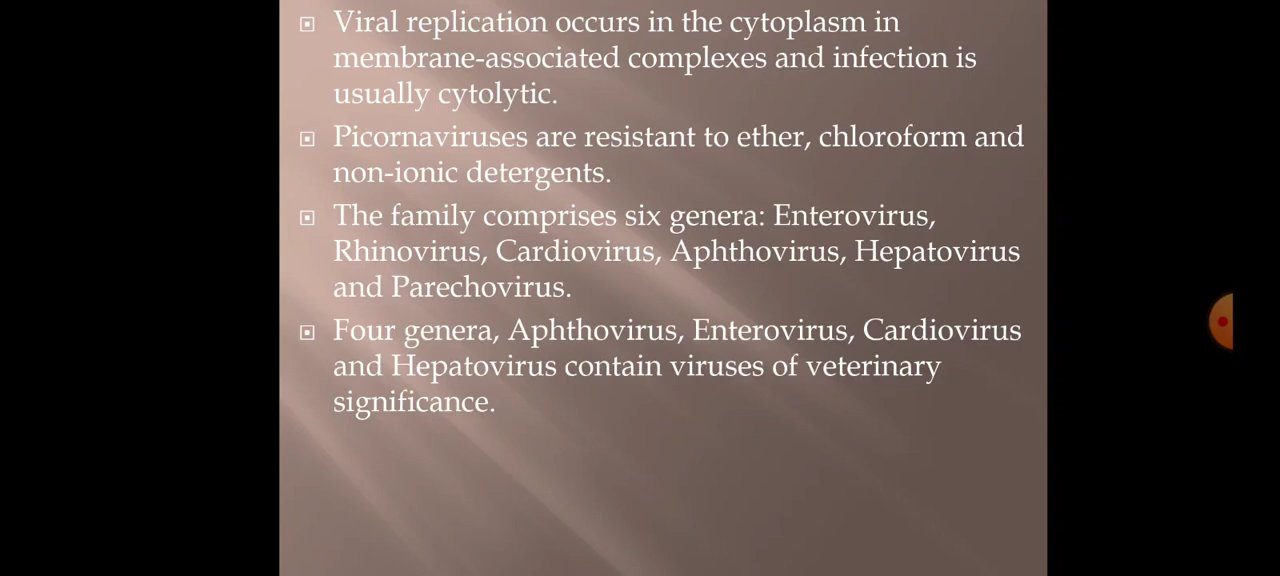 Viral replication occurs in the cytoplasm in
membrane-associated complexes and infection is
usually cytolytic.
Picornaviruses are resistant to ether, chloroform and
non-ionic detergents.
The family comprises six genera: Enterovirus,
Rhinovirus, Cardiovirus, Aphthovirus, Hepatovirus
and Parechovirus.
Four genera, Aphthovirus, Enterovirus, Cardiovirus
and Hepatovirus contain viruses of veterinary
significance.